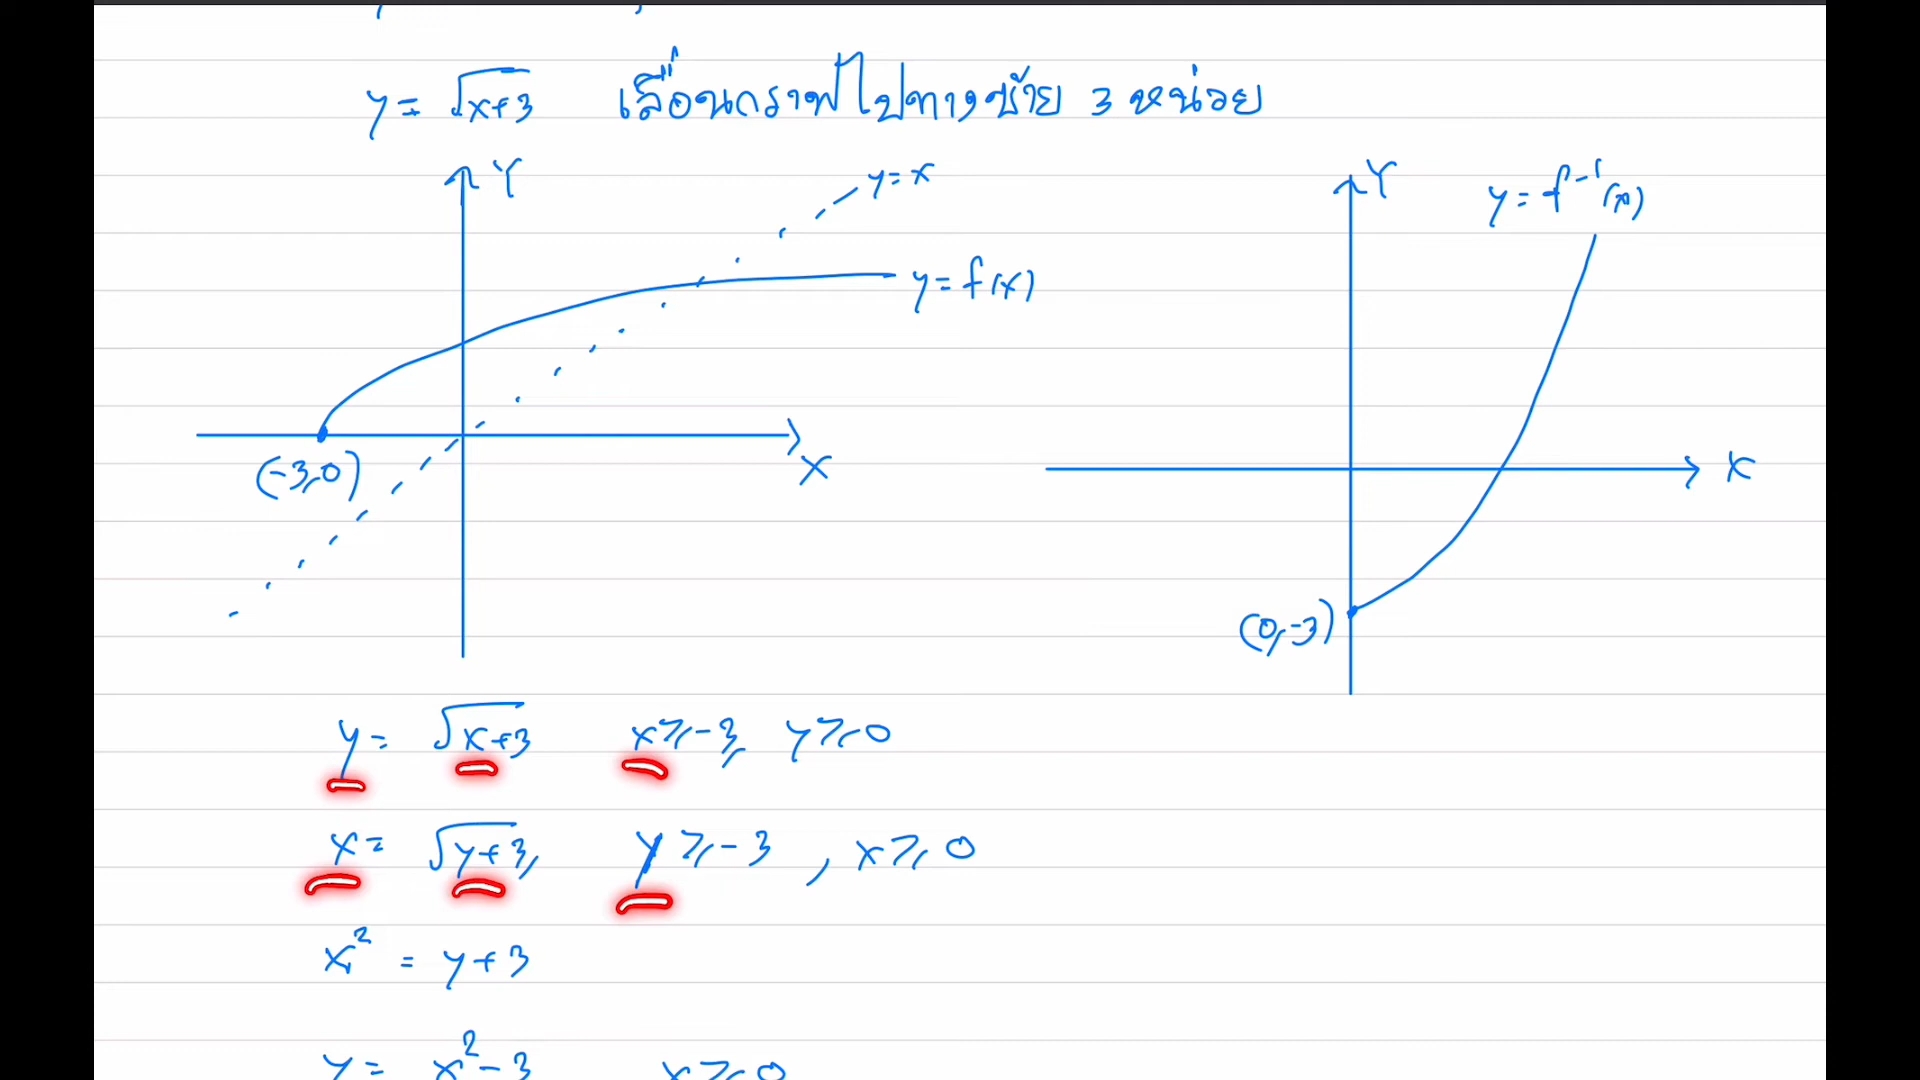 y = √x+3 เลื่อนกราฟไปทางซ้าย 3 หน่วย
Y
y = x
y = f(x)
(-3,0)
X
Y
y = f⁻¹(x)
X
(0,-3)
y = √x+3 x ≥ -3, y ≥ 0
x = √y+3, y ≥ -3 , x ≥ 0
x² = y+3
y = x² - 3 x ≥ 0